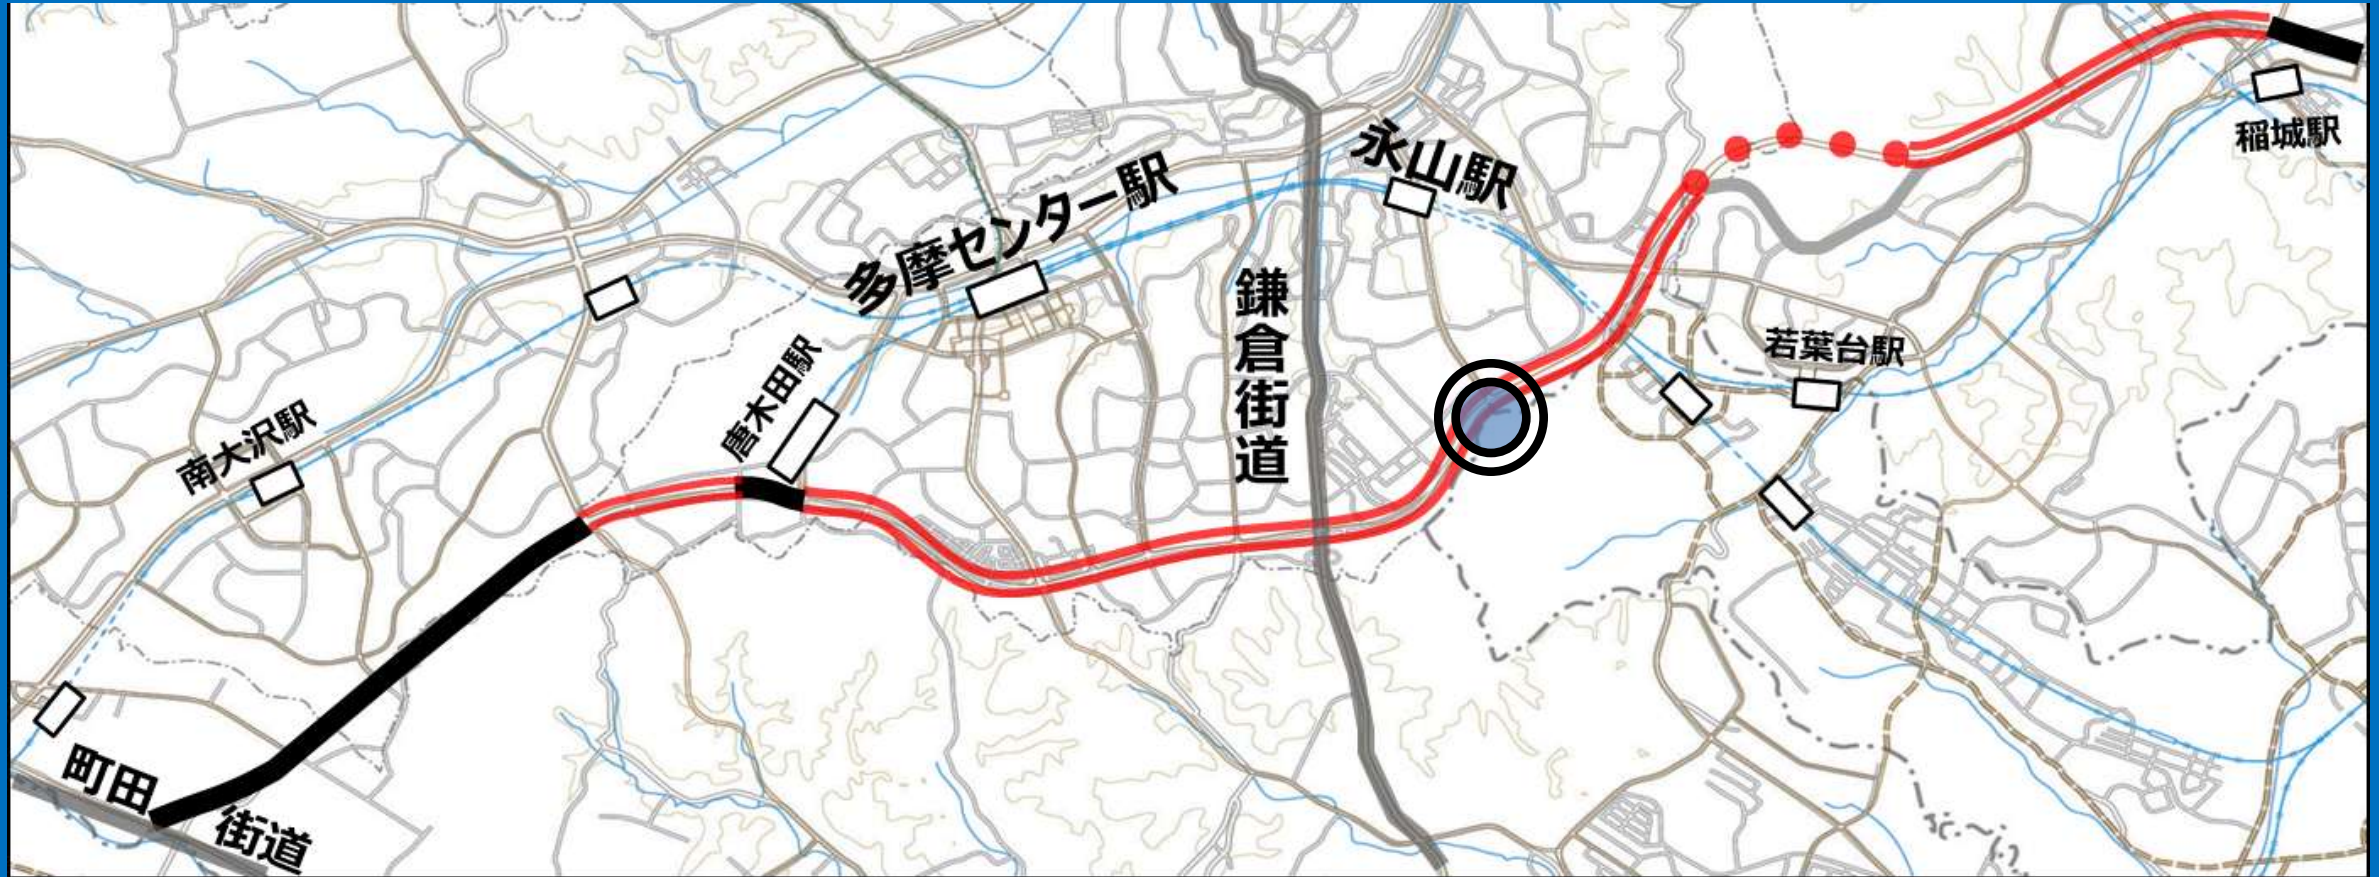 稲城駅
永山駅
多摩センター駅
鎌倉街道
若葉台駅
唐木田駅
南大沢駅
町田
街道